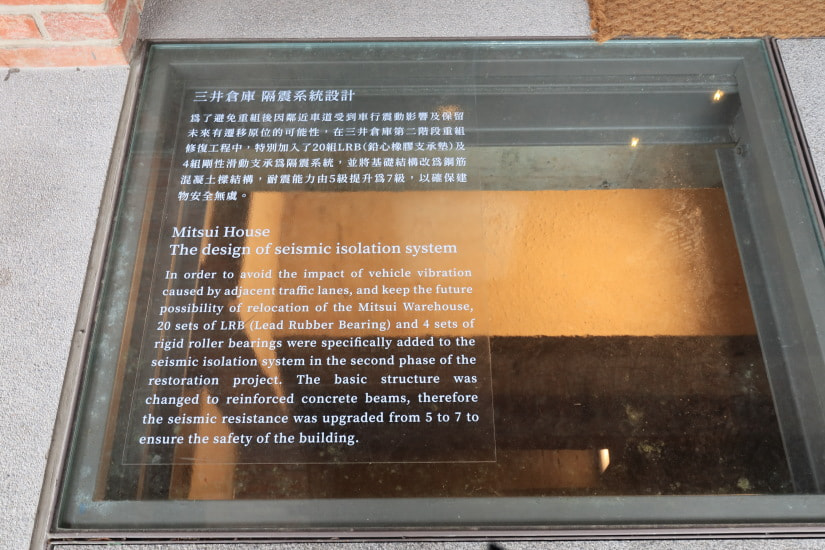 三井倉庫 隔震系統設計
為了避免重組後因鄰近車道受到車行震動影響及保留
未來有遷移原位的可能性，在三井倉庫第二階段重組
修復工程中，特別加入了20組LRB(鉛心橡膠支承墊)及
4組剛性滑動支承為隔震系統，並將基礎結構改為鋼筋
混凝土樑結構，耐震能力由5級提升為7級，以確保建
物安全無虞。
Mitsui House
The design of seismic isolation system
In order to avoid the impact of vehicle vibration
caused by adjacent traffic lanes, and keep the future
possibility of relocation of the Mitsui Warehouse,
20 sets of LRB (Lead Rubber Bearing) and 4 sets of
rigid roller bearings were specifically added to the
seismic isolation system in the second phase of the
restoration project. The basic structure was
changed to reinforced concrete beams, therefore
the seismic resistance was upgraded from 5 to 7 to
ensure the safety of the building.